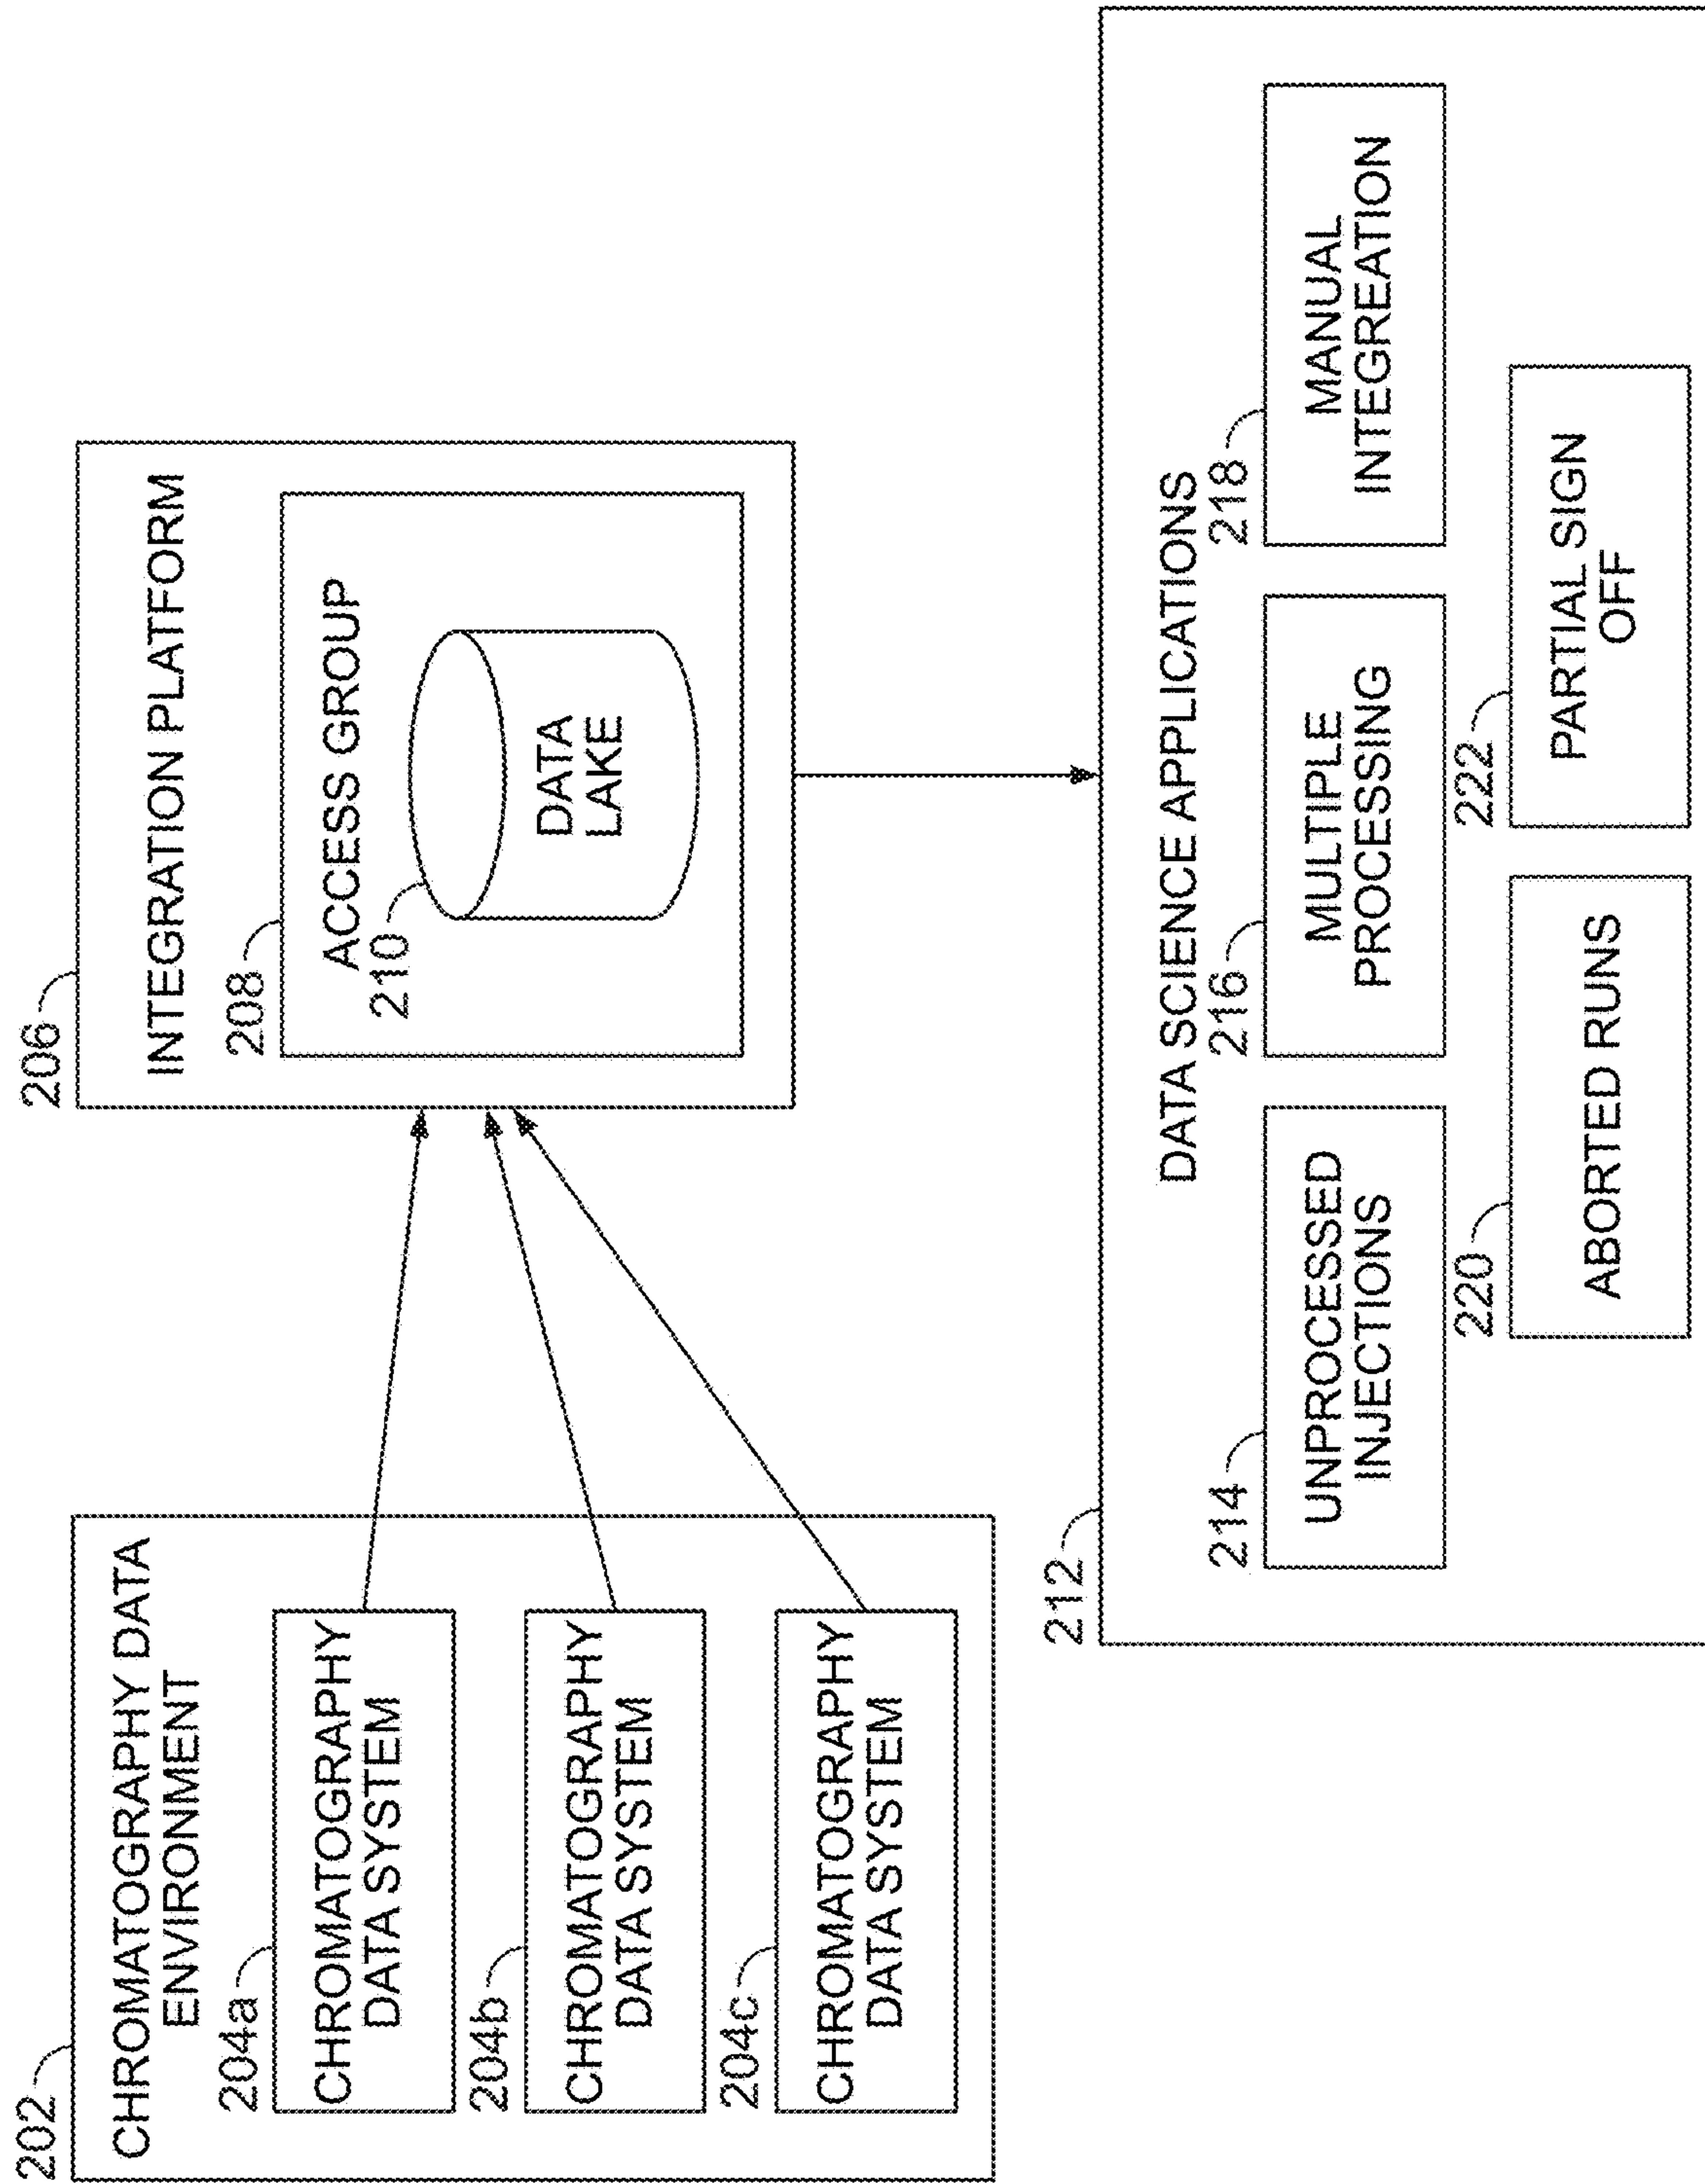 202
CHROMATOGRAPHY DATA
ENVIRONMENT
204a
CHROMATOGRAPHY
DATA SYSTEM
204b
CHROMATOGRAPHY
DATA SYSTEM
204c
CHROMATOGRAPHY
DATA SYSTEM
206
INTEGRATION PLATFORM
208
ACCESS GROUP
210
DATA
LAKE
212
DATA SCIENCE APPLICATIONS
214
UNPROCESSED
INJECTIONS
216
MULTIPLE
PROCESSING
218
MANUAL
INTEGREATION
220
ABORTED RUNS
222
PARTIAL SIGN
OFF